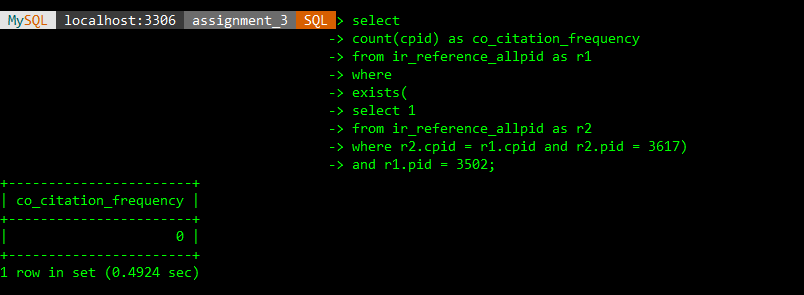 MySQL localhost:3306 assignment_3 SQL > select
-> count(cpid) as co_citation_frequency
-> from ir_reference_allpid as r1
-> where
-> exists(
-> select 1
-> from ir_reference_allpid as r2
-> where r2.cpid = r1.cpid and r2.pid = 3617)
-> and r1.pid = 3502;
+-----------------------+
| co_citation_frequency |
+-----------------------+
|                     0 |
+-----------------------+
1 row in set (0.4924 sec)